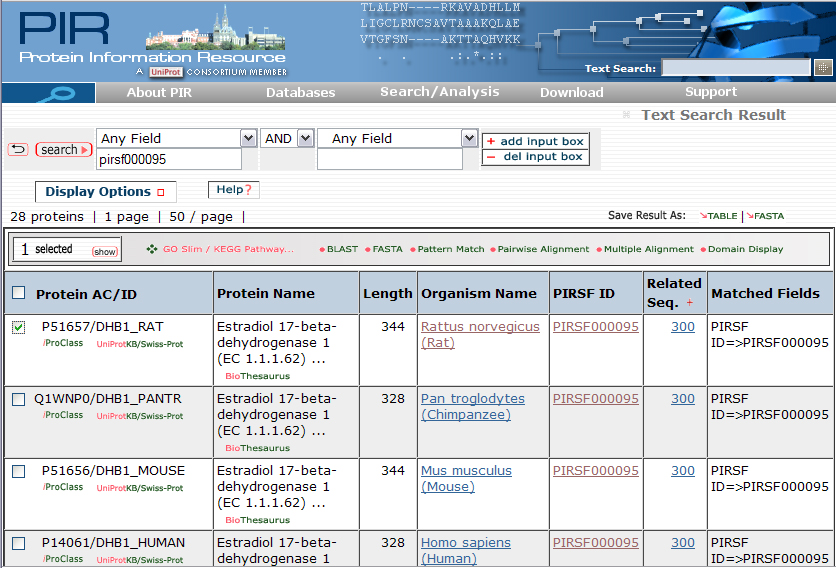 PIR
Protein Information Resource
A UniProt CONSORTIUM MEMBER
TLALPN----RKAVADHLLM
LIGCLRNCSAVTAAAKQLAE
VTGFSN----AKTTAQHVKK
. . .:.*.::
Text Search:
About PIR Databases Search/Analysis Download Support
Text Search Result
search Any Field AND Any Field + add input box
pirsf000095 − del input box
Display Options Help?
28 proteins | 1 page | 50 / page | Save Result As: TABLE | FASTA
1 selected show GO Slim / KEGG Pathway... BLAST FASTA Pattern Match Pairwise Alignment Multiple Alignment Domain Display
Protein AC/ID Protein Name Length Organism Name PIRSF ID Related Seq. + Matched Fields
P51657/DHB1_RAT Estradiol 17-beta- 344 Rattus norvegicus PIRSF000095 300 PIRSF
iProClass UniProtKB/Swiss-Prot dehydrogenase 1 (Rat) ID=>PIRSF000095
(EC 1.1.1.62) ...
BioThesaurus
Q1WNP0/DHB1_PANTR Estradiol 17-beta- 328 Pan troglodytes PIRSF000095 300 PIRSF
iProClass UniProtKB/Swiss-Prot dehydrogenase 1 (Chimpanzee) ID=>PIRSF000095
(EC 1.1.1.62) ...
BioThesaurus
P51656/DHB1_MOUSE Estradiol 17-beta- 344 Mus musculus PIRSF000095 300 PIRSF
iProClass UniProtKB/Swiss-Prot dehydrogenase 1 (Mouse) ID=>PIRSF000095
(EC 1.1.1.62) ...
BioThesaurus
P14061/DHB1_HUMAN Estradiol 17-beta- 328 Homo sapiens PIRSF000095 300 PIRSF
iProClass UniProtKB/Swiss-Prot dehydrogenase 1 (Human) ID=>PIRSF000095